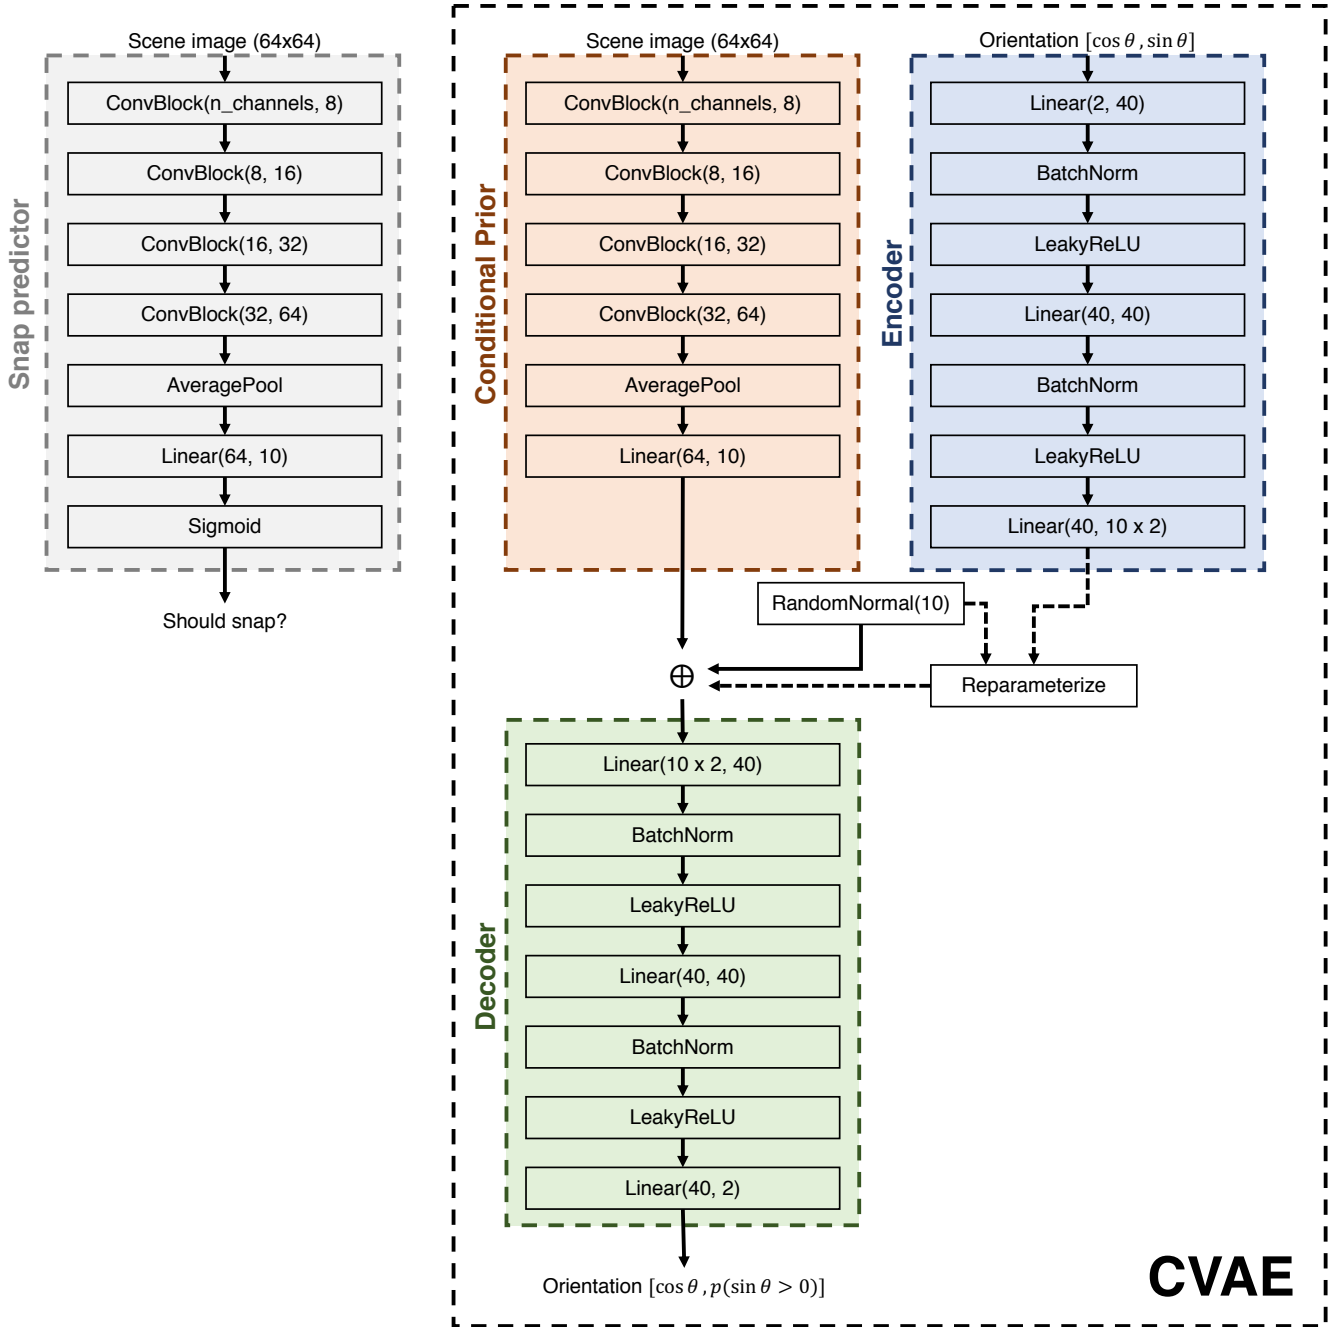 Scene image (64x64)
ConvBlock(n_channels, 8)
ConvBlock(8, 16)
ConvBlock(16, 32)
ConvBlock(32, 64)
AveragePool
Linear(64, 10)
Sigmoid
Should snap?
Snap predictor
Scene image (64x64)
ConvBlock(n_channels, 8)
ConvBlock(8, 16)
ConvBlock(16, 32)
ConvBlock(32, 64)
AveragePool
Linear(64, 10)
Conditional Prior
Orientation [cos θ , sin θ]
Linear(2, 40)
BatchNorm
LeakyReLU
Linear(40, 40)
BatchNorm
LeakyReLU
Linear(40, 10 x 2)
Encoder
RandomNormal(10)
Reparameterize
⊕
Linear(10 x 2, 40)
BatchNorm
LeakyReLU
Linear(40, 40)
BatchNorm
LeakyReLU
Linear(40, 2)
Decoder
Orientation [cos θ , p(sin θ > 0)]
CVAE